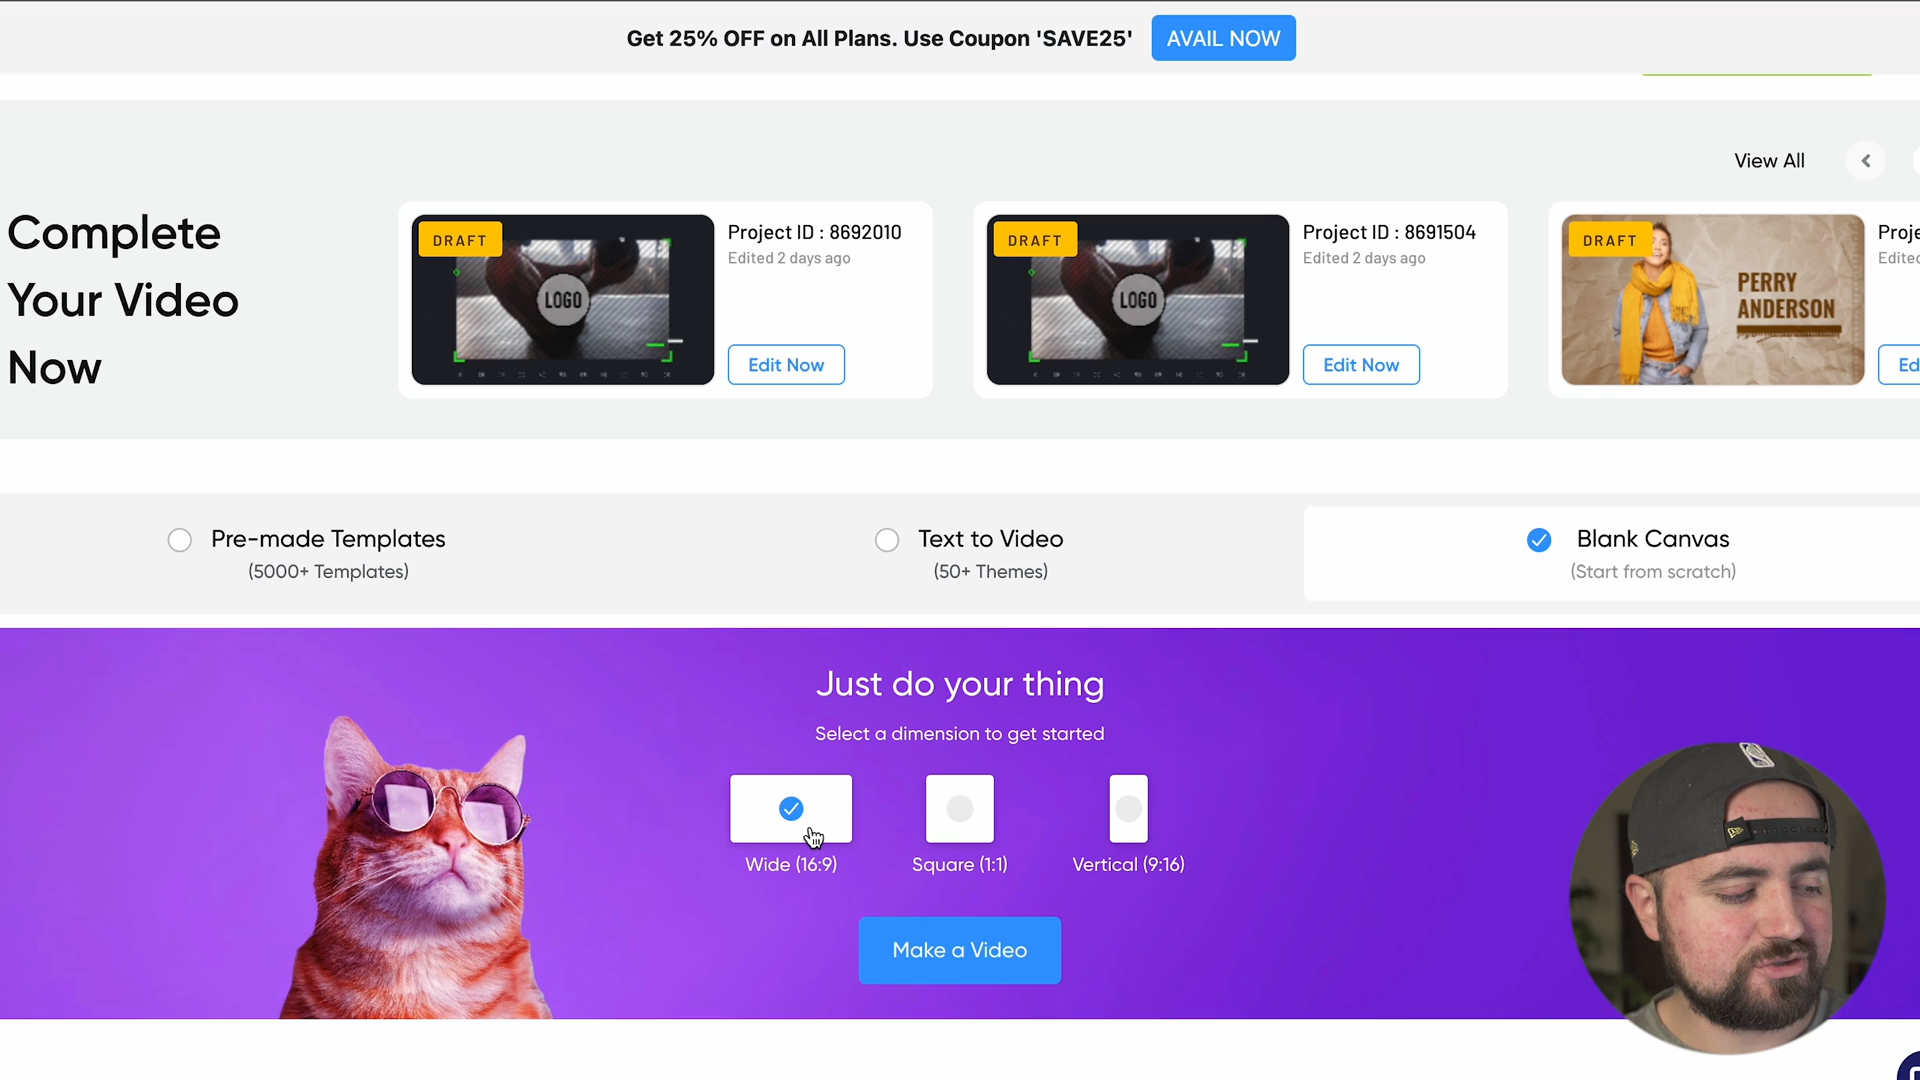 Get 25% OFF on All Plans. Use Coupon 'SAVE25'
AVAIL NOW
View All
Complete
Your Video
Now
DRAFT
LOGO
Project ID : 8692010
Edited 2 days ago
Edit Now
DRAFT
LOGO
Project ID : 8691504
Edited 2 days ago
Edit Now
DRAFT
PERRY
ANDERSON
Pre-made Templates
(5000+ Templates)
Text to Video
(50+ Themes)
Blank Canvas
(Start from scratch)
Just do your thing
Select a dimension to get started
Wide (16:9)
Square (1:1)
Vertical (9:16)
Make a Video